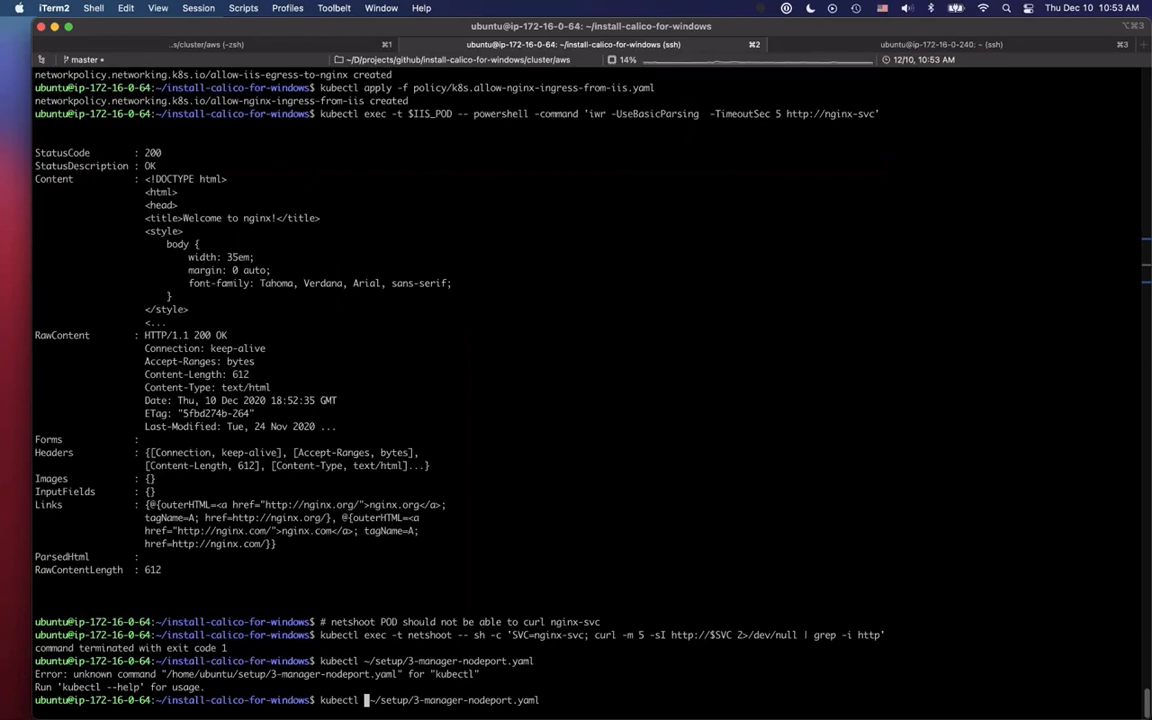 iTerm2 Shell Edit View Session Scripts Profiles Toolbelt Window Help Thu Dec 10 10:53 AM
ubuntu@ip-172-16-0-64: ~/install-calico-for-windows (ssh) ⌥⌘3
..s/cluster/aws (-zsh) ⌘1 ubuntu@ip-172-16-0-64: ~/install-calico-for-windows (ssh) ⌘2 ubuntu@ip-172-16-0-240: ~ (ssh) ⌘3
master • ~/D/projects/github/install-calico-for-windows/cluster/aws 14% 12/10, 10:53 AM
networkpolicy.networking.k8s.io/allow-iis-egress-to-nginx created
ubuntu@ip-172-16-0-64:~/install-calico-for-windows$ kubectl apply -f policy/k8s.allow-nginx-ingress-from-iis.yaml
networkpolicy.networking.k8s.io/allow-nginx-ingress-from-iis created
ubuntu@ip-172-16-0-64:~/install-calico-for-windows$ kubectl exec -t $IIS_POD -- powershell -command 'iwr -UseBasicParsing  -TimeoutSec 5 http://nginx-svc'
StatusCode : 200
StatusDescription : OK
Content : <!DOCTYPE html>
<html>
<head>
<title>Welcome to nginx!</title>
<style>
body {
width: 35em;
margin: 0 auto;
font-family: Tahoma, Verdana, Arial, sans-serif;
}
</style>
<...
RawContent : HTTP/1.1 200 OK
Connection: keep-alive
Accept-Ranges: bytes
Content-Length: 612
Content-Type: text/html
Date: Thu, 10 Dec 2020 18:52:35 GMT
ETag: "5fbd274b-264"
Last-Modified: Tue, 24 Nov 2020 ...
Forms :
Headers : {[Connection, keep-alive], [Accept-Ranges, bytes],
[Content-Length, 612], [Content-Type, text/html]...}
Images : {}
InputFields : {}
Links : {@{outerHTML=<a href="http://nginx.org/">nginx.org</a>;
tagName=A; href=http://nginx.org/}, @{outerHTML=<a
href="http://nginx.com/">nginx.com</a>; tagName=A;
href=http://nginx.com/}}
ParsedHtml :
RawContentLength : 612
ubuntu@ip-172-16-0-64:~/install-calico-for-windows$ # netshoot POD should not be able to curl nginx-svc
ubuntu@ip-172-16-0-64:~/install-calico-for-windows$ kubectl exec -t netshoot -- sh -c 'SVC=nginx-svc; curl -m 5 -sI http://$SVC 2>/dev/null | grep -i http'
command terminated with exit code 1
ubuntu@ip-172-16-0-64:~/install-calico-for-windows$ kubectl ~/setup/3-manager-nodeport.yaml
Error: unknown command "/home/ubuntu/setup/3-manager-nodeport.yaml" for "kubectl"
Run 'kubectl --help' for usage.
ubuntu@ip-172-16-0-64:~/install-calico-for-windows$ kubectl ~/setup/3-manager-nodeport.yaml